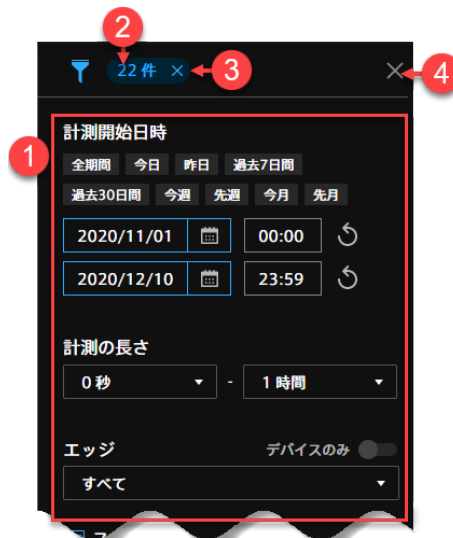 2
22 件 ×
3
4
1
計測開始日時
全期間 今日 昨日 過去7日間
過去30日間 今週 先週 今月 先月
2020/11/01 00:00
2020/12/10 23:59
計測の長さ
0 秒 - 1 時間
エッジ デバイスのみ
すべて